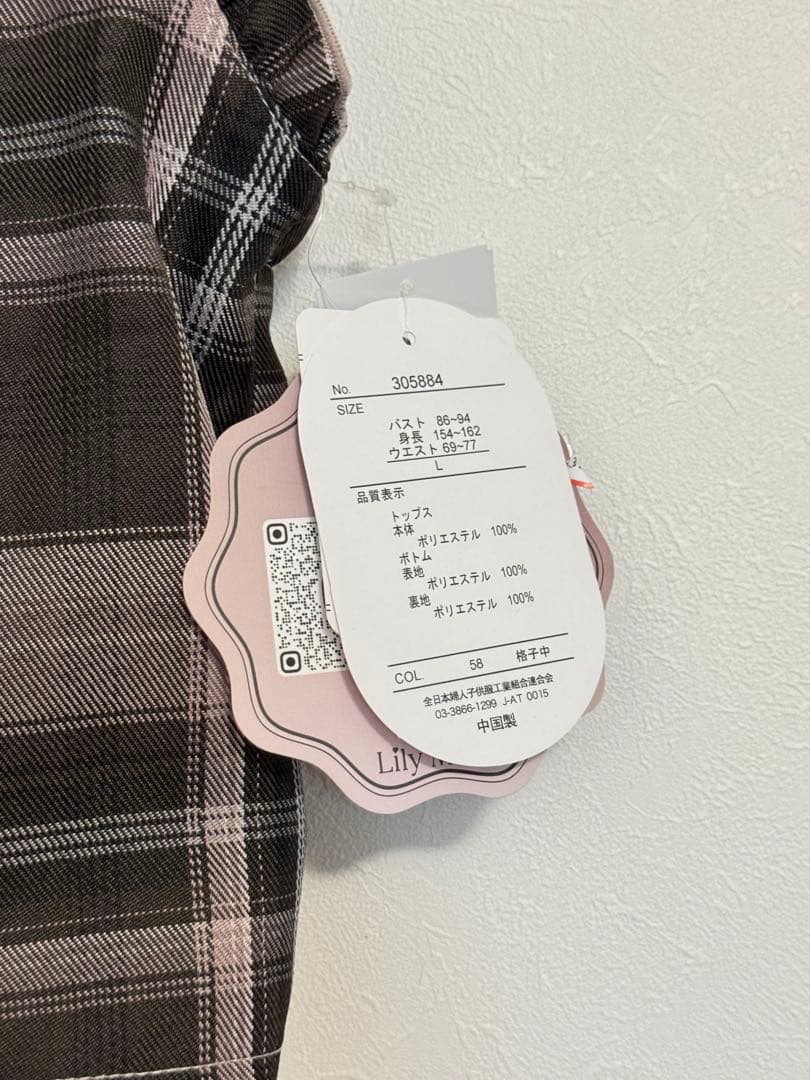 No. 305884
SIZE
バスト 86~94
身長 154~162
ウエスト 69~77
L
品質表示
トップス
本体
ポリエステル 100%
ボトム
表地
ポリエステル 100%
裏地
ポリエステル 100%
COL. 58 格子中
全日本婦人子供服工業組合連合会
03-3866-1299 J-AT 0015
中国製
Lily